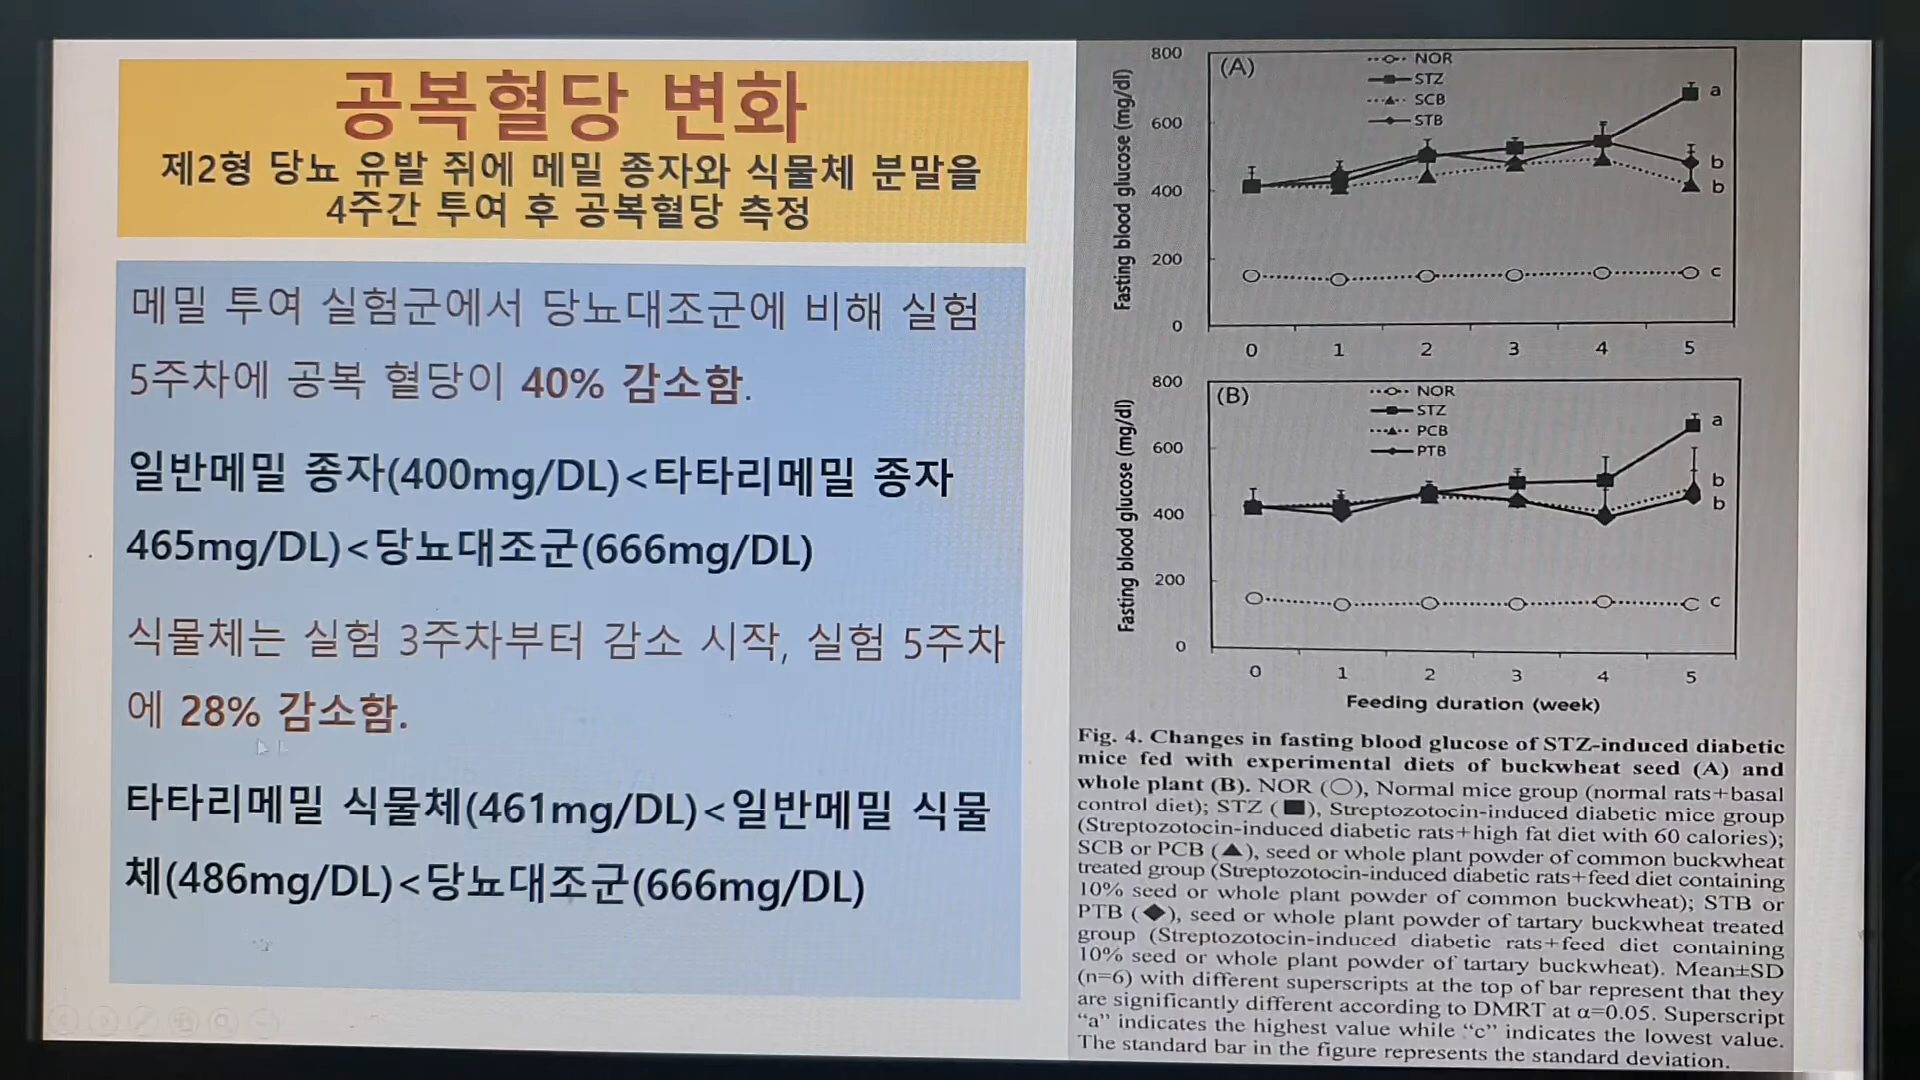 공복혈당 변화
제2형 당뇨 유발 쥐에 메밀 종자와 식물체 분말을
4주간 투여 후 공복혈당 측정
메밀 투여 실험군에서 당뇨대조군에 비해 실험
5주차에 공복 혈당이 40% 감소함.
일반메밀 종자(400mg/DL)<타타리메밀 종자
465mg/DL)<당뇨대조군(666mg/DL)
식물체는 실험 3주차부터 감소 시작, 실험 5주차
에 28% 감소함.
타타리메밀 식물체(461mg/DL)<일반메밀 식물
체(486mg/DL)<당뇨대조군(666mg/DL)
(A)
NOR
STZ
SCB
STB
Fasting blood glucose (mg/dl)
800
600
400
200
0
a
b
b
c
0 1 2 3 4 5
(B)
NOR
STZ
PCB
PTB
Fasting blood glucose (mg/dl)
800
600
400
200
0
a
b
b
c
0 1 2 3 4 5
Feeding duration (week)
Fig. 4. Changes in fasting blood glucose of STZ-induced diabetic
mice fed with experimental diets of buckwheat seed (A) and
whole plant (B). NOR (○), Normal mice group (normal rats+basal
control diet); STZ (■), Streptozotocin-induced diabetic mice group
(Streptozotocin-induced diabetic rats+high fat diet with 60 calories);
SCB or PCB (▲), seed or whole plant powder of common buckwheat
treated group (Streptozotocin-induced diabetic rats+feed diet containing
10% seed or whole plant powder of common buckwheat); STB or
PTB (◆), seed or whole plant powder of tartary buckwheat treated
group (Streptozotocin-induced diabetic rats+feed diet containing
10% seed or whole plant powder of tartary buckwheat). Mean±SD
(n=6) with different superscripts at the top of bar represent that they
are significantly different according to DMRT at α=0.05. Superscript
“a” indicates the highest value while “c” indicates the lowest value.
The standard bar in the figure represents the standard deviation.